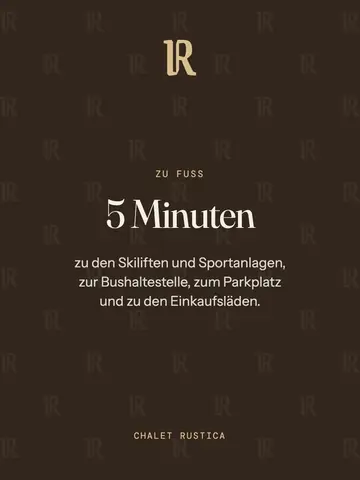 R
ZU FUSS
5 Minuten
zu den Skiliften und Sportanlagen,
zur Bushaltestelle, zum Parkplatz
und zu den Einkaufsläden.
CHALET RUSTICA